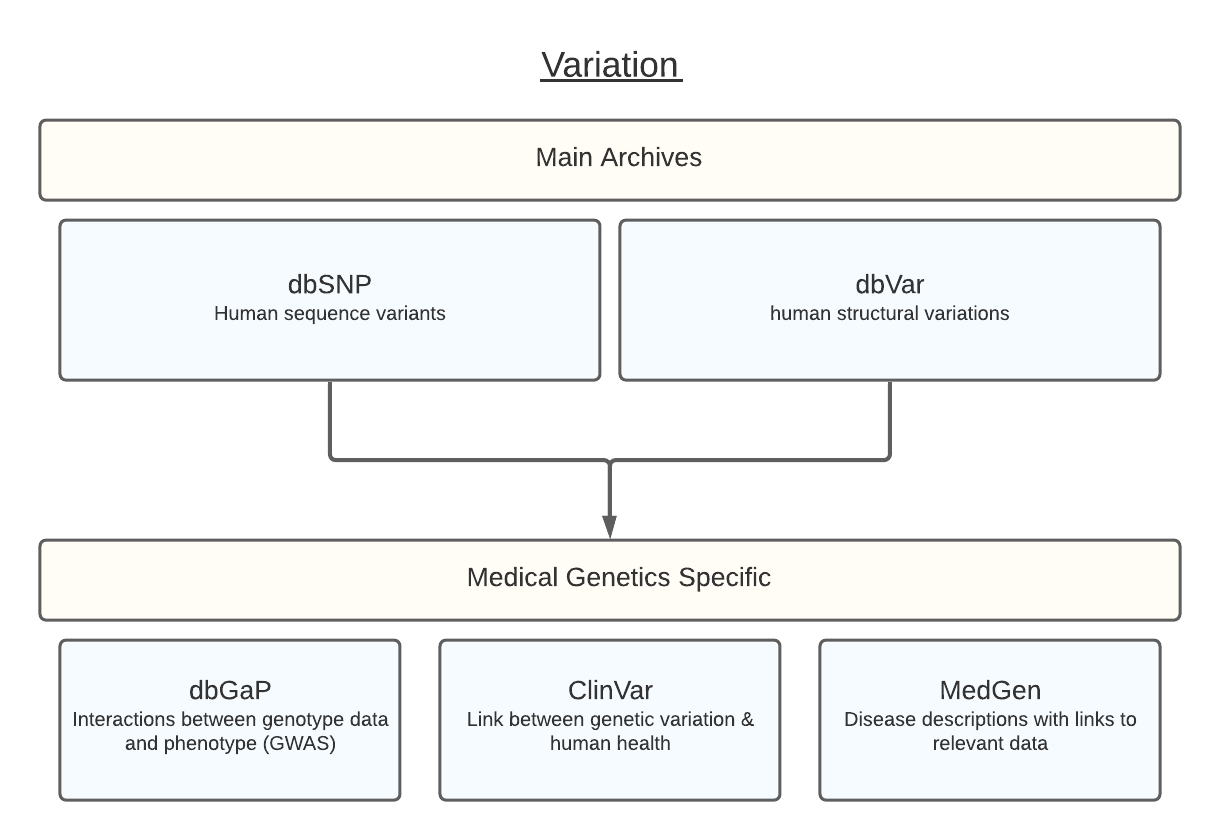 Variation
Main Archives
dbSNP
Human sequence variants
dbVar
human structural variations
Medical Genetics Specific
dbGaP
Interactions between genotype data
and phenotype (GWAS)
ClinVar
Link between genetic variation &
human health
MedGen
Disease descriptions with links to
relevant data